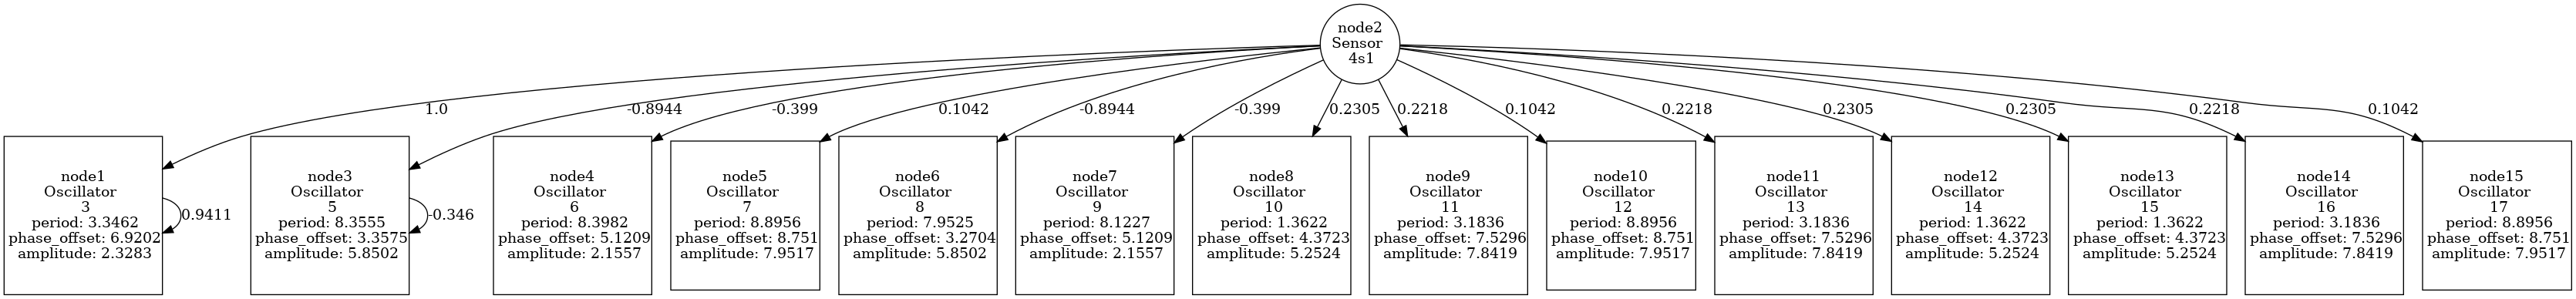 node2
Sensor
4s1
1.0
-0.8944
-0.399
0.1042
-0.8944
-0.399
0.2305
0.2218
0.1042
0.2218
0.2305
0.2305
0.2218
0.1042
node1
Oscillator
3
period: 3.3462
phase_offset: 6.9202
amplitude: 2.3283
0.9411
node3
Oscillator
5
period: 8.3555
phase_offset: 3.3575
amplitude: 5.8502
-0.346
node4
Oscillator
6
period: 8.3982
phase_offset: 5.1209
amplitude: 2.1557
node5
Oscillator
7
period: 8.8956
phase_offset: 8.751
amplitude: 7.9517
node6
Oscillator
8
period: 7.9525
phase_offset: 3.2704
amplitude: 5.8502
node7
Oscillator
9
period: 8.1227
phase_offset: 5.1209
amplitude: 2.1557
node8
Oscillator
10
period: 1.3622
phase_offset: 4.3723
amplitude: 5.2524
node9
Oscillator
11
period: 3.1836
phase_offset: 7.5296
amplitude: 7.8419
node10
Oscillator
12
period: 8.8956
phase_offset: 8.751
amplitude: 7.9517
node11
Oscillator
13
period: 3.1836
phase_offset: 7.5296
amplitude: 7.8419
node12
Oscillator
14
period: 1.3622
phase_offset: 4.3723
amplitude: 5.2524
node13
Oscillator
15
period: 1.3622
phase_offset: 4.3723
amplitude: 5.2524
node14
Oscillator
16
period: 3.1836
phase_offset: 7.5296
amplitude: 7.8419
node15
Oscillator
17
period: 8.8956
phase_offset: 8.751
amplitude: 7.9517